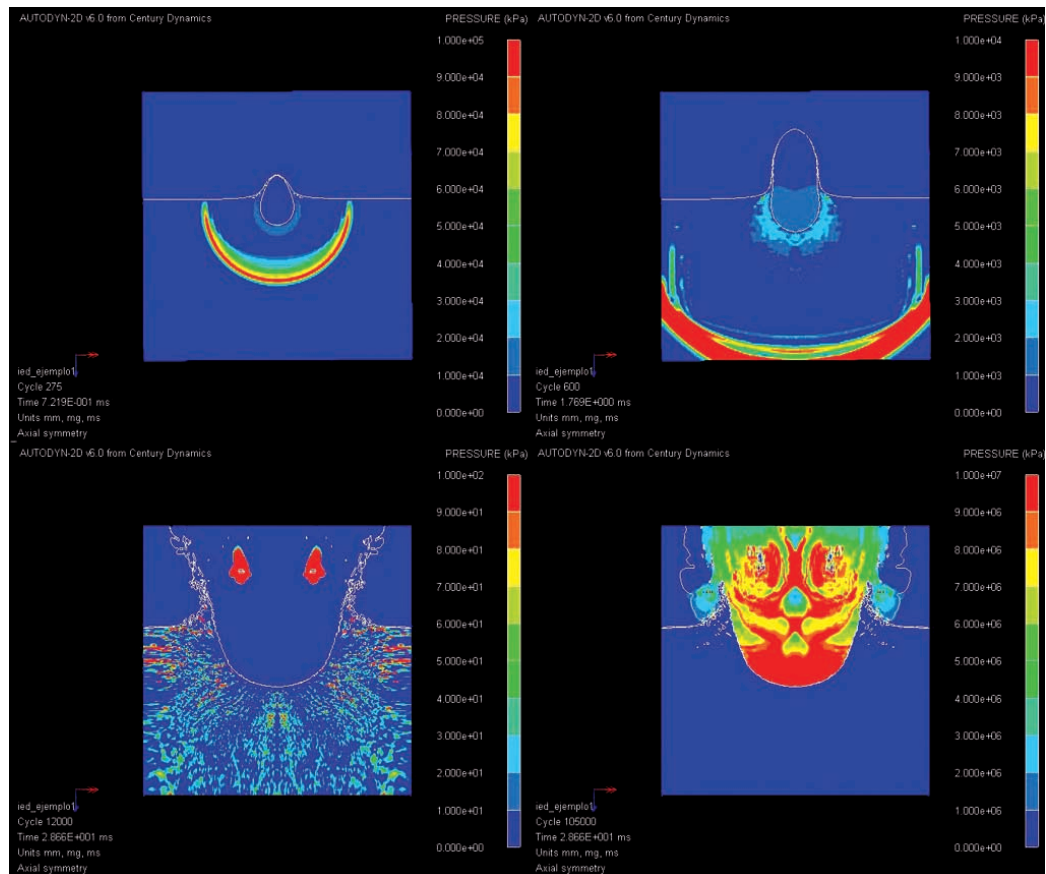 AUTODYN-2D v6.0 from Century Dynamics
PRESSURE (kPa)
1.000e+05
9.000e+04
8.000e+04
7.000e+04
6.000e+04
5.000e+04
4.000e+04
3.000e+04
2.000e+04
1.000e+04
0.000e+00
ied_ejemplo1
Cycle 275
Time 7.219E-001 ms
Units mm, mg, ms
Axial symmetry
AUTODYN-2D v6.0 from Century Dynamics
PRESSURE (kPa)
1.000e+04
9.000e+03
8.000e+03
7.000e+03
6.000e+03
5.000e+03
4.000e+03
3.000e+03
2.000e+03
1.000e+03
0.000e+00
ied_ejemplo1
Cycle 600
Time 1.769E+000 ms
Units mm, mg, ms
Axial symmetry
AUTODYN-2D v6.0 from Century Dynamics
PRESSURE (kPa)
1.000e+02
9.000e+01
8.000e+01
7.000e+01
6.000e+01
5.000e+01
4.000e+01
3.000e+01
2.000e+01
1.000e+01
0.000e+00
ied_ejemplo1
Cycle 12000
Time 2.866E+001 ms
Units mm, mg, ms
Axial symmetry
AUTODYN-2D v6.0 from Century Dynamics
PRESSURE (kPa)
1.000e+07
9.000e+06
8.000e+06
7.000e+06
6.000e+06
5.000e+06
4.000e+06
3.000e+06
2.000e+06
1.000e+06
0.000e+00
ied_ejemplo1
Cycle 105000
Time 2.866E+001 ms
Units mm, mg, ms
Axial symmetry